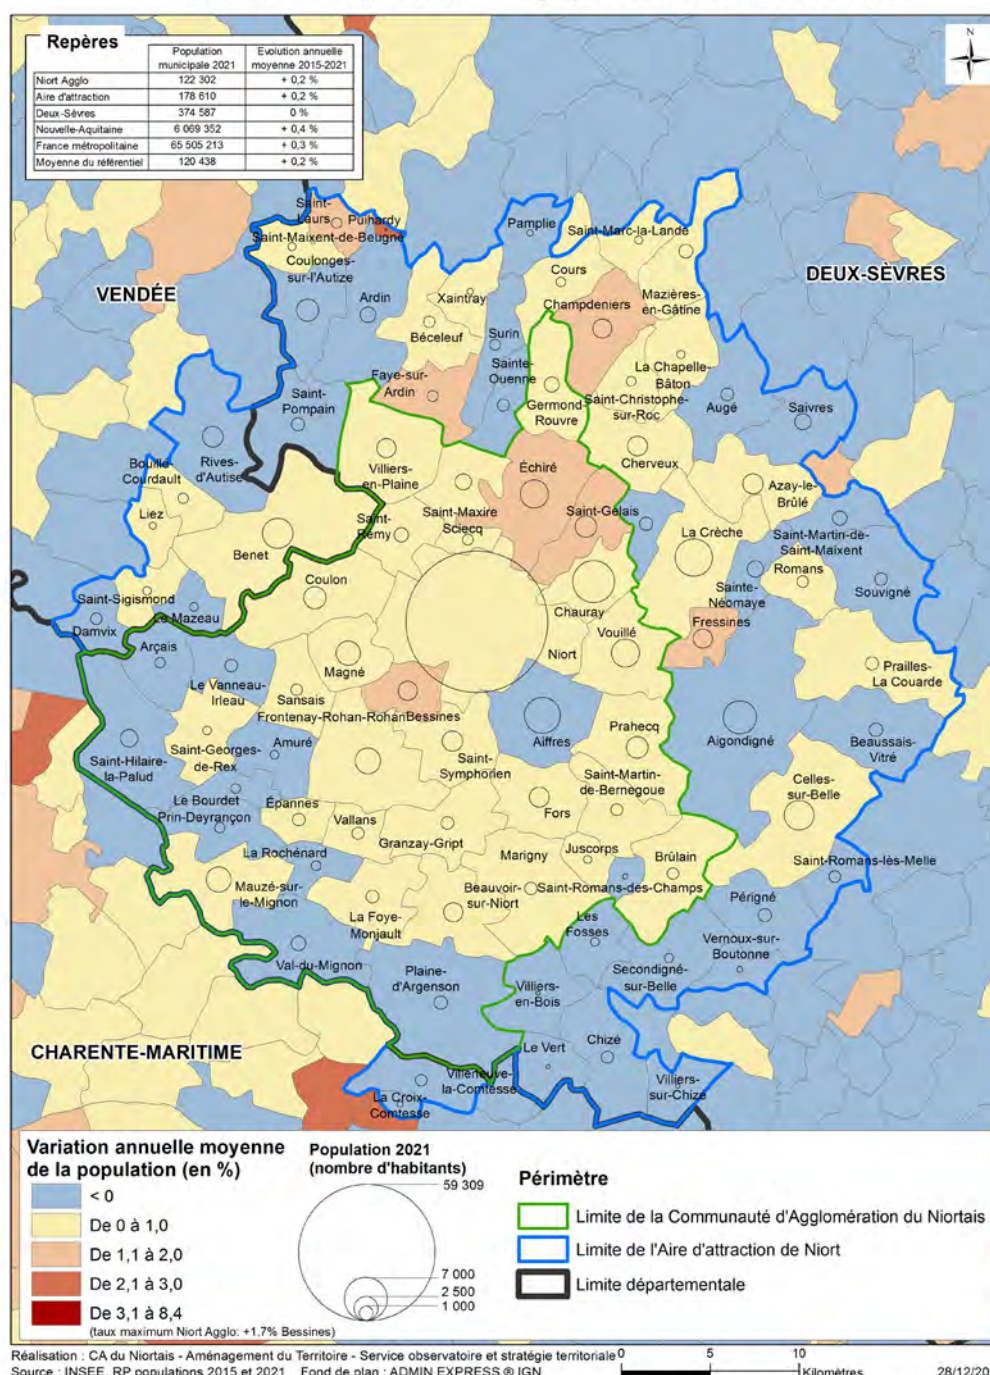 Repères
Population municipale 2021
Evolution annuelle moyenne 2015-2021
Niort Agglo 122 302 + 0,2 %
Aire d'attraction 178 610 + 0,2 %
Deux-Sèvres 374 587 0 %
Nouvelle-Aquitaine 6 069 352 + 0,4 %
France métropolitaine 65 505 213 + 0,3 %
Moyenne du référentiel 120 438 + 0,2 %
N
VENDÉE
DEUX-SÈVRES
CHARENTE-MARITIME
Saint-Laurs
Puihardy
Saint-Maixent-de-Beugné
Coulonges-sur-l'Autize
Ardin
Pamplie
Saint-Marc-la-Lande
Cours
Xaintray
Champdeniers
Mazières-en-Gâtine
Béceleuf
Surin
Sainte-Ouenne
Faye-sur-Ardin
La Chapelle-Bâton
Saint-Pompain
Germond-Rouvre
Saint-Christophe-sur-Roc
Augé
Saivres
Rives-d'Autise
Bouillé-Courdault
Villiers-en-Plaine
Échiré
Cherveux
Azay-le-Brûlé
Liez
Saint-Maxire
Saint-Gelais
Saint-Rémy
Sciecq
La Crèche
Saint-Martin-de-Saint-Maixent
Benet
Romans
Coulon
Sainte-Néomaye
Souvigné
Saint-Sigismond
Le Mazeau
Chauray
Damvix
Fressines
Vouillé
Arçais
Niort
Magné
Prailles-La Couarde
Le Vanneau-Irleau
Sansais
Frontenay-Rohan-Rohan
Bessines
Prahecq
Aiffres
Aigondigné
Beaussais-Vitré
Saint-Georges-de-Rex
Amuré
Saint-Hilaire-la-Palud
Saint-Symphorien
Saint-Martin-de-Bernegoue
Celles-sur-Belle
Le Bourdet
Épannes
Prin-Deyrançon
Vallans
Fors
Granzay-Gript
La Rochénard
Marigny
Juscorps
Brûlain
Saint-Romans-lès-Melle
Mauzé-sur-le-Mignon
Beauvoir-sur-Niort
Saint-Romans-des-Champs
Périgné
La Foye-Monjault
Les Fosses
Vernoux-sur-Boutonne
Val-du-Mignon
Plaine-d'Argenson
Secondigné-sur-Belle
Villiers-en-Bois
Le Vert
Chizé
Villeneuve-la-Comtesse
La Croix-Comtesse
Villiers-sur-Chizé
Variation annuelle moyenne de la population (en %)
< 0
De 0 à 1,0
De 1,1 à 2,0
De 2,1 à 3,0
De 3,1 à 8,4
(taux maximum Niort Agglo: +1,7% Bessines)
Population 2021 (nombre d'habitants)
59 309
7 000
2 500
1 000
Périmètre
Limite de la Communauté d'Agglomération du Niortais
Limite de l'Aire d'attraction de Niort
Limite départementale
Réalisation : CA du Niortais - Aménagement du Territoire - Service observatoire et stratégie territoriale
0 5 10
Kilomètres
Source : INSEE, RP populations 2015 et 2021 Fond de plan : ADMIN EXPRESS ® IGN
28/12/20